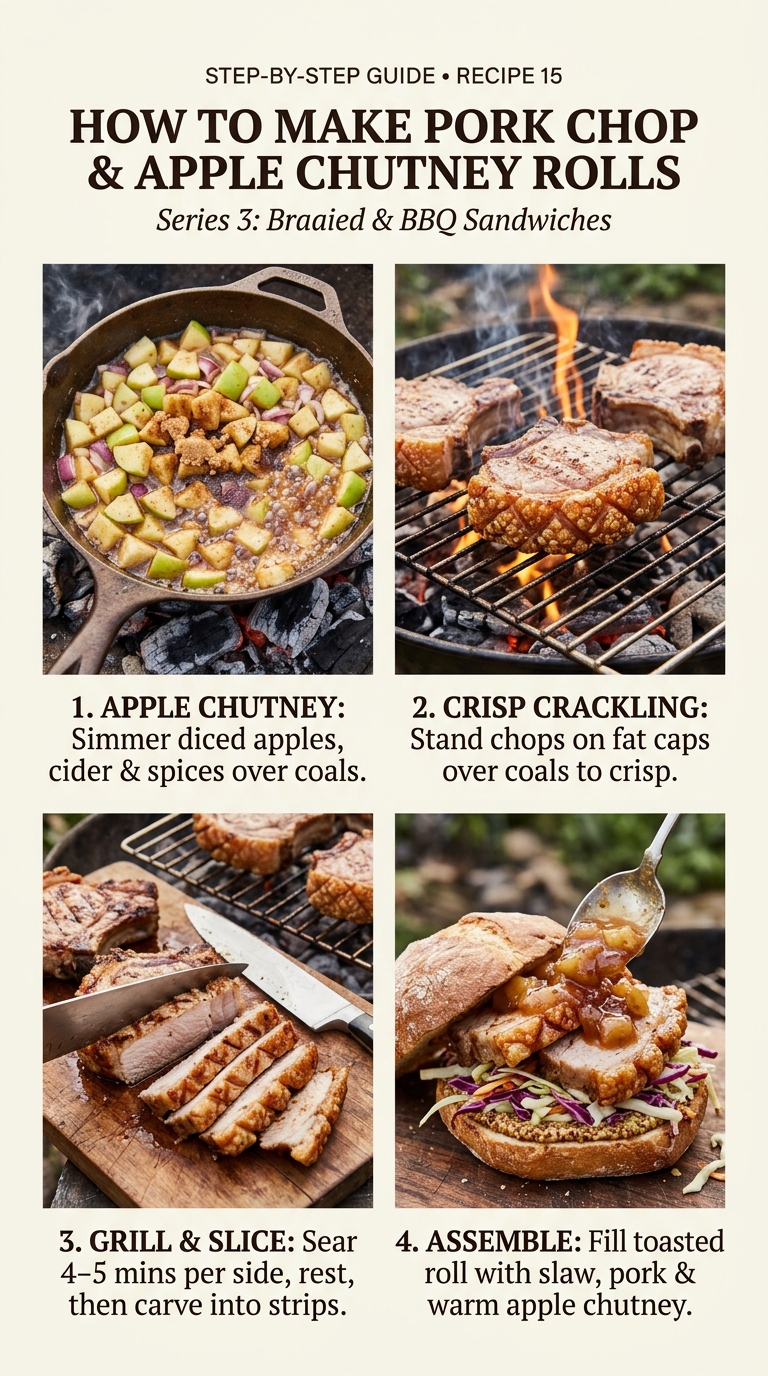 STEP-BY-STEP GUIDE • RECIPE 15
HOW TO MAKE PORK CHOP
& APPLE CHUTNEY ROLLS
Series 3: Braaied & BBQ Sandwiches
1. APPLE CHUTNEY:
Simmer diced apples,
cider & spices over coals.
2. CRISP CRACKLING:
Stand chops on fat caps
over coals to crisp.
3. GRILL & SLICE: Sear
4–5 mins per side, rest,
then carve into strips.
4. ASSEMBLE: Fill toasted
roll with slaw, pork &
warm apple chutney.